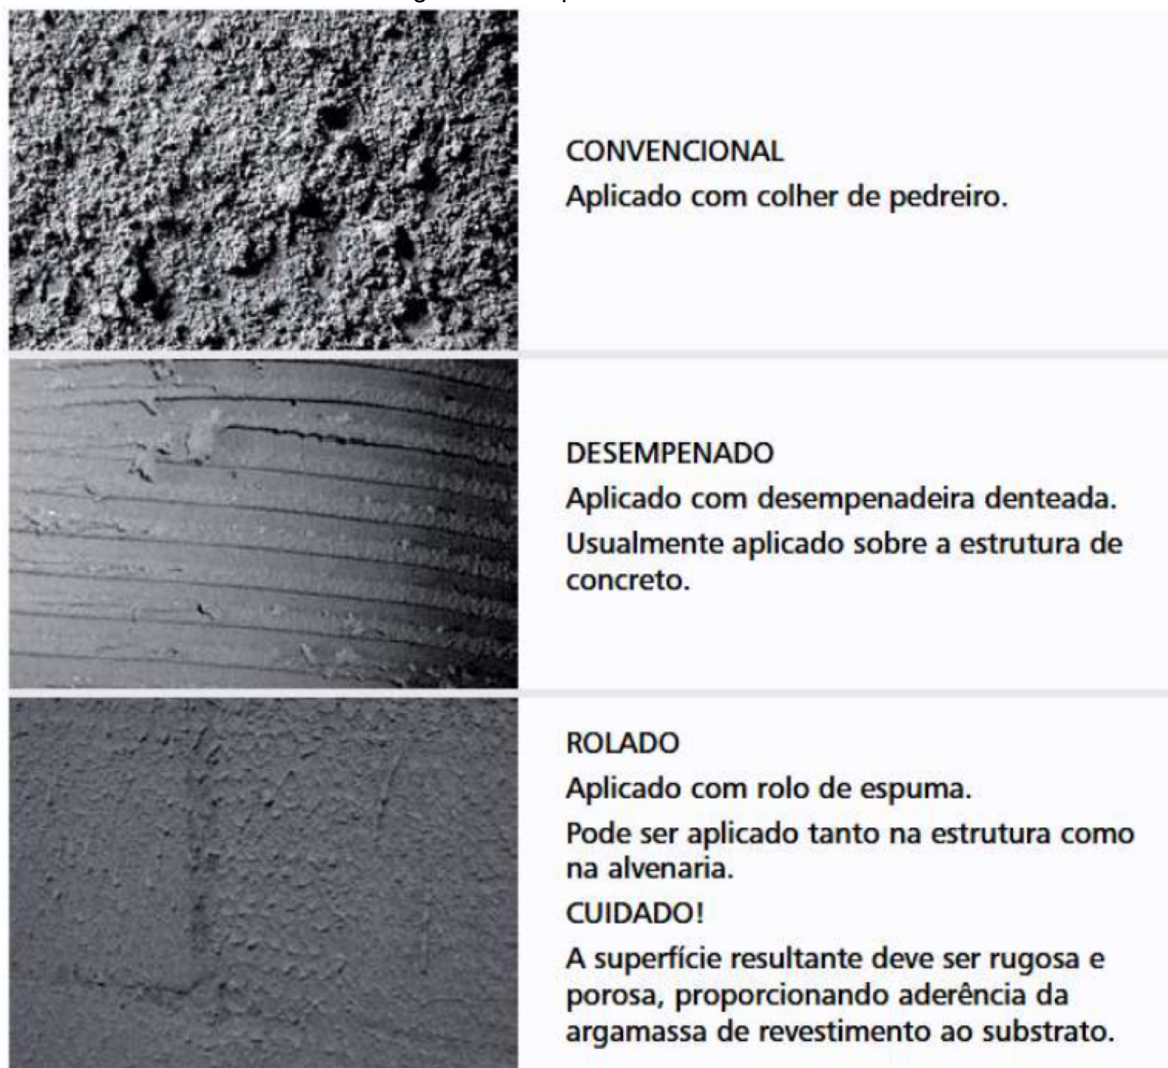 CONVENCIONAL
Aplicado com colher de pedreiro.
DESEMPENADO
Aplicado com desempenadeira denteada.
Usualmente aplicado sobre a estrutura de
concreto.
ROLADO
Aplicado com rolo de espuma.
Pode ser aplicado tanto na estrutura como
na alvenaria.
CUIDADO!
A superfície resultante deve ser rugosa e
porosa, proporcionando aderência da
argamassa de revestimento ao substrato.